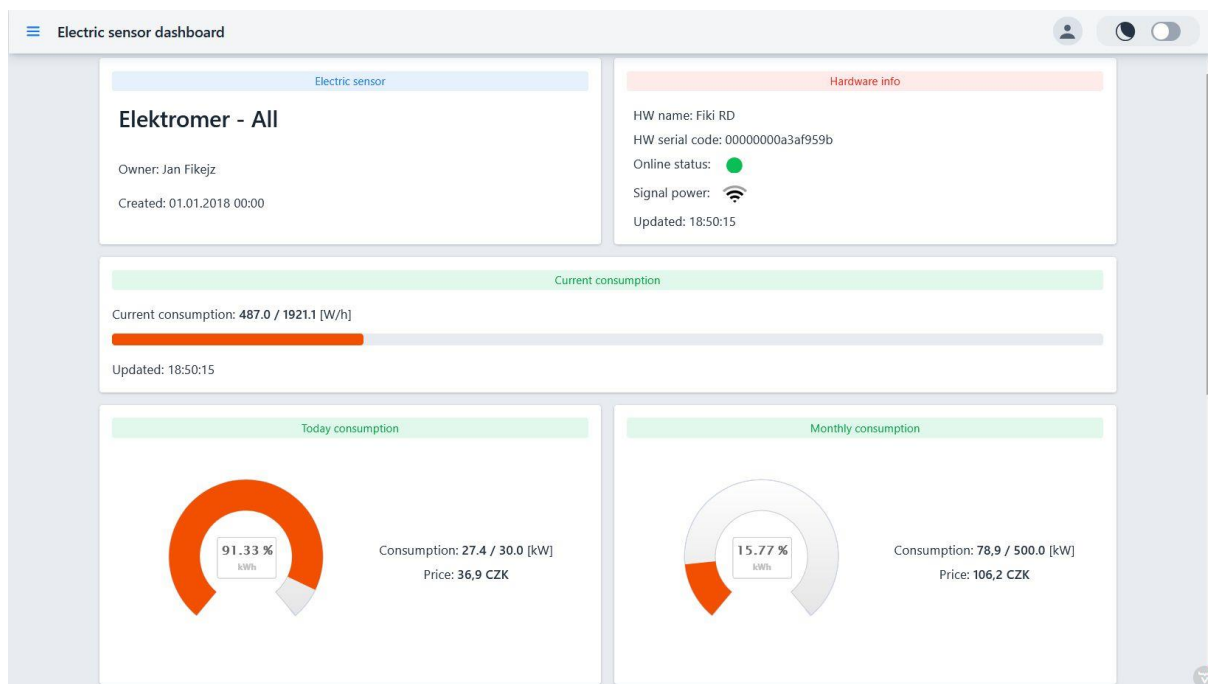 Electric sensor dashboard
Electric sensor
Elektromer - All
Owner: Jan Fikejz
Created: 01.01.2018 00:00
Hardware info
HW name: Fiki RD
HW serial code: 00000000a3af959b
Online status:
Signal power:
Updated: 18:50:15
Current consumption
Current consumption: 487.0 / 1921.1 [W/h]
Updated: 18:50:15
Today consumption
91.33 %
kWh
Consumption: 27.4 / 30.0 [kW]
Price: 36,9 CZK
Monthly consumption
15.77 %
kWh
Consumption: 78,9 / 500.0 [kW]
Price: 106,2 CZK